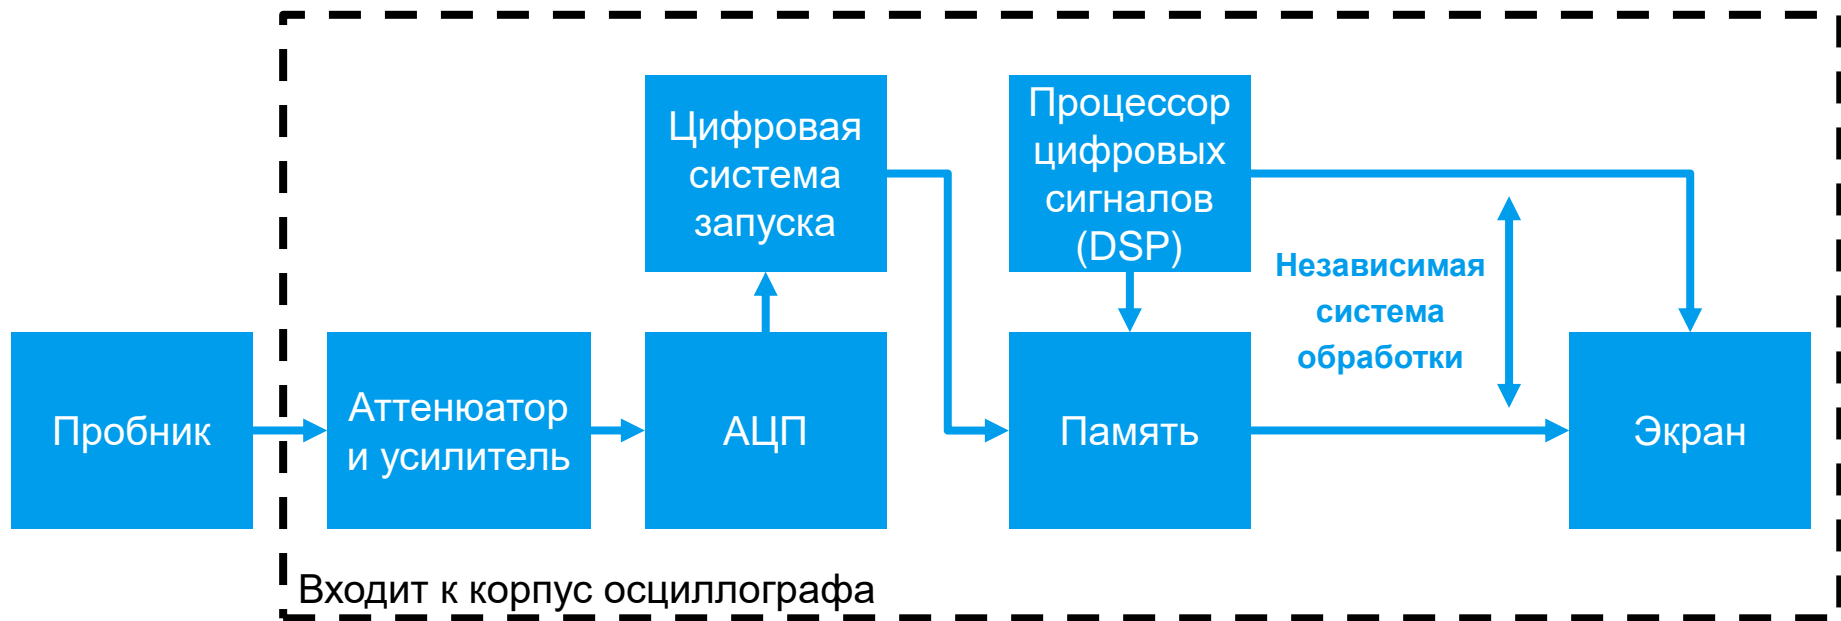 Цифровая
система
запуска
Процессор
цифровых
сигналов
(DSP)
Независимая
система
обработки
Пробник
Аттенюатор
и усилитель
АЦП
Память
Экран
Входит к корпус осциллографа